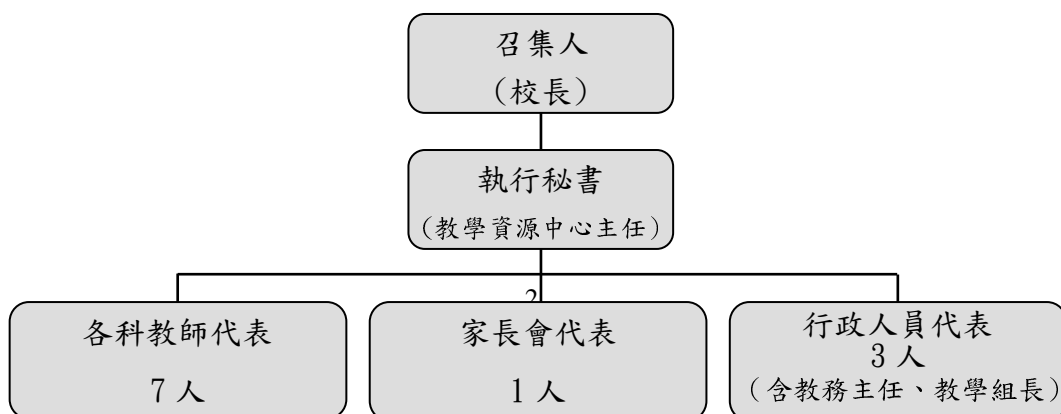 召集人
(校長)
執行秘書
(教學資源中心主任)
2
各科教師代表
7 人
家長會代表
1 人
行政人員代表
3 人
(含教務主任、教學組長)